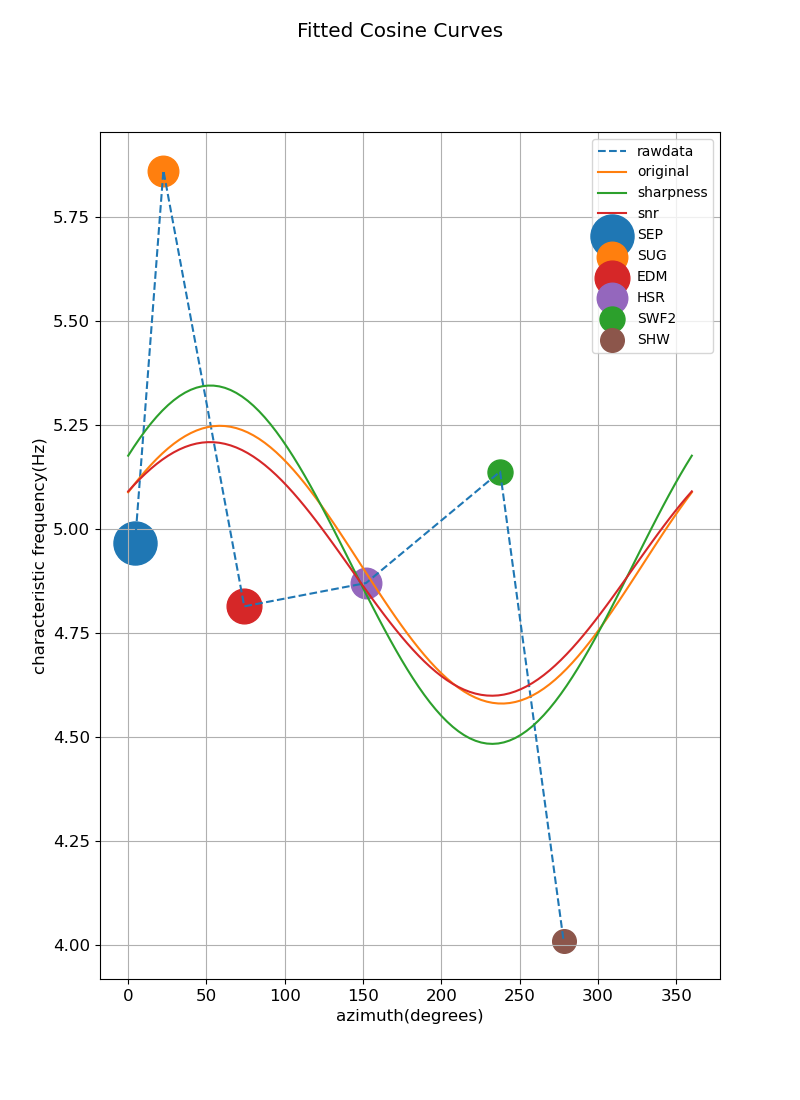 Fitted Cosine Curves
rawdata
original
sharpness
snr
SEP
SUG
EDM
HSR
SWF2
SHW
characteristic frequency(Hz)
5.75
5.50
5.25
5.00
4.75
4.50
4.25
4.00
0 50 100 150 200 250 300 350
azimuth(degrees)